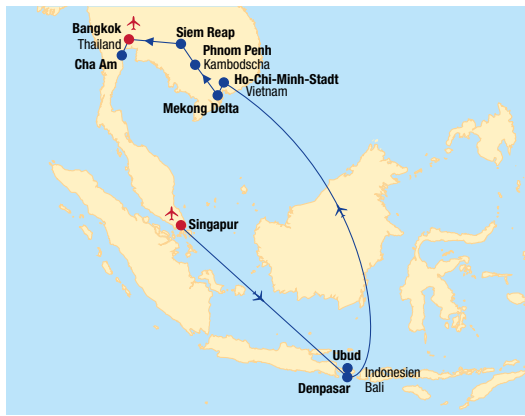 Bangkok
Thailand
Cha Am
Siem Reap
Phnom Penh
Kambodscha
Ho-Chi-Minh-Stadt
Vietnam
Mekong Delta
Singapur
Ubud
Indonesien
Denpasar
Bali